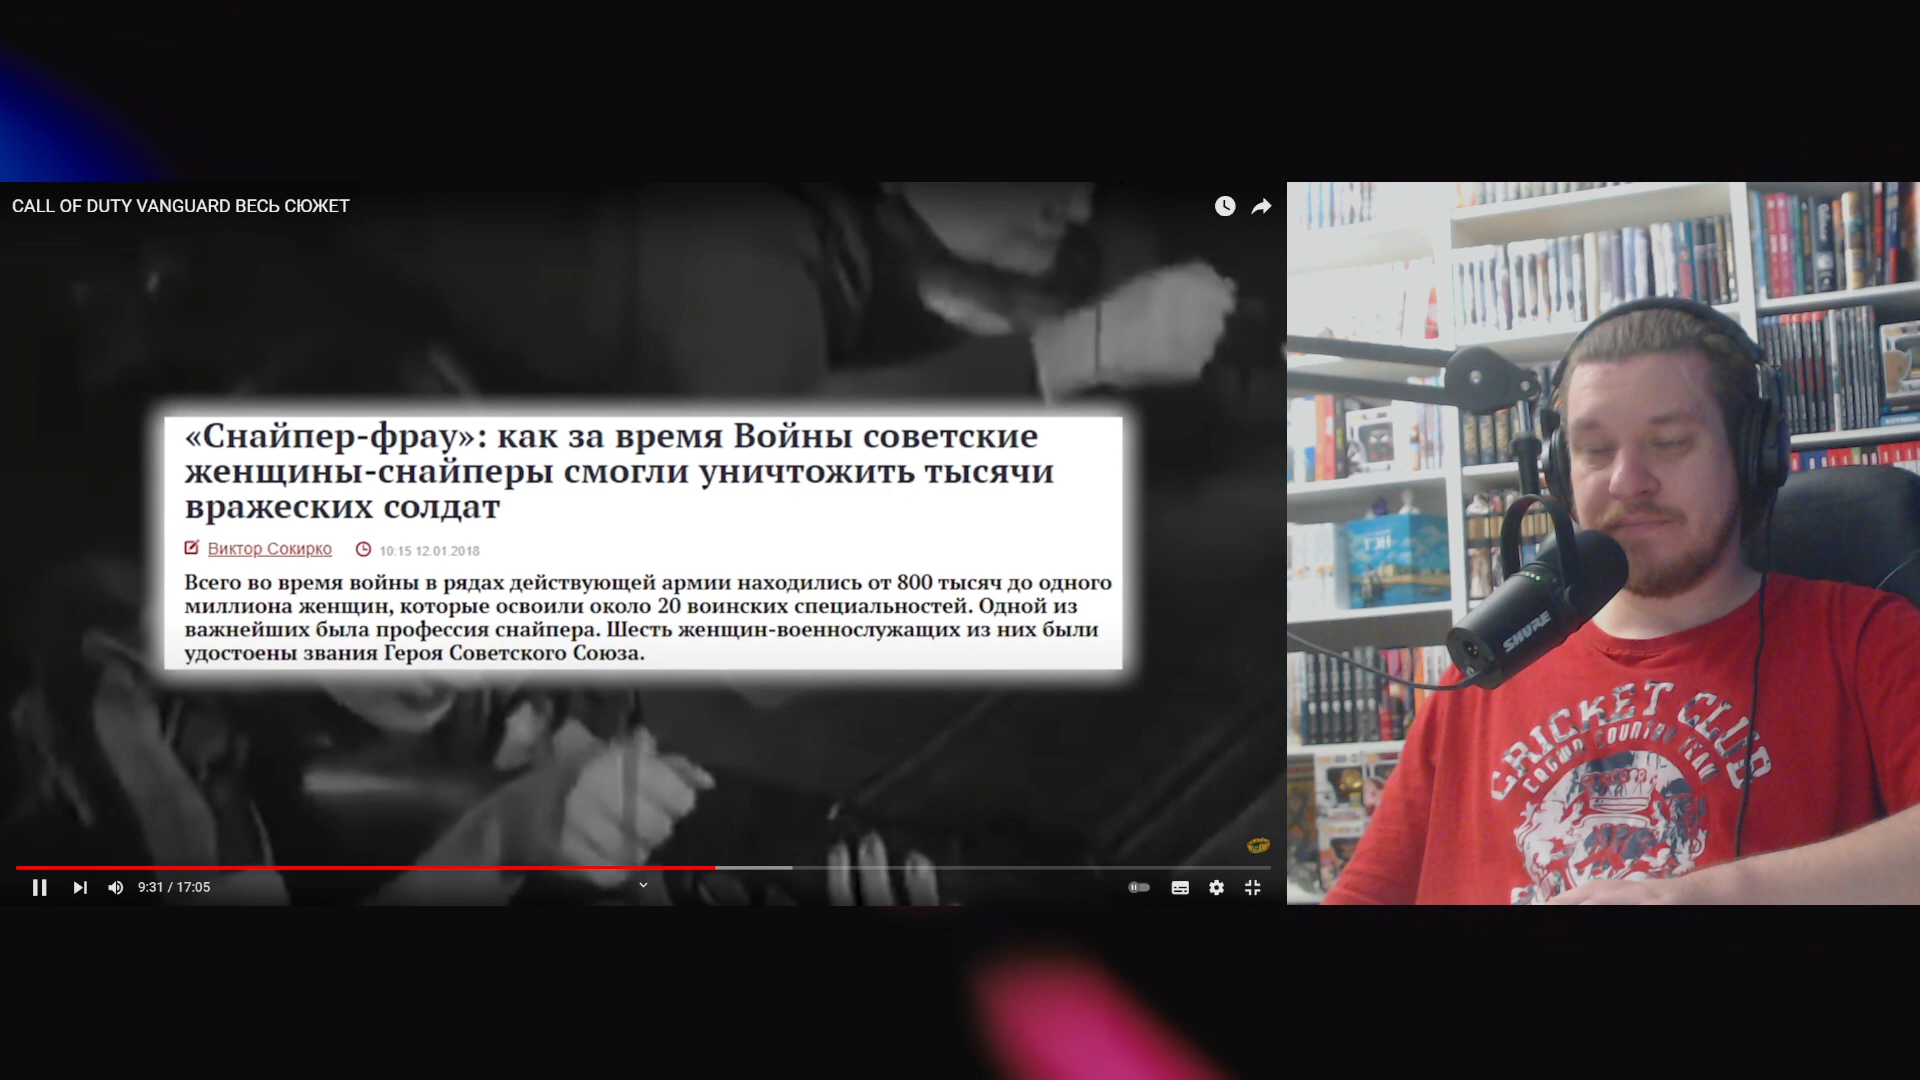 CALL OF DUTY VANGUARD ВЕСЬ СЮЖЕТ
«Снайпер-фрау»: как за время Войны советские
женщины-снайперы смогли уничтожить тысячи
вражеских солдат
Виктор Сокирко 10:15 12.01.2018
Всего во время войны в рядах действующей армии находились от 800 тысяч до одного
миллиона женщин, которые освоили около 20 воинских специальностей. Одной из
важнейших была профессия снайпера. Шесть женщин-военнослужащих из них были
удостоены звания Героя Советского Союза.
9:31 / 17:05
SHURE
CRICKET CLUB
CROWN COUNTRY TEAM